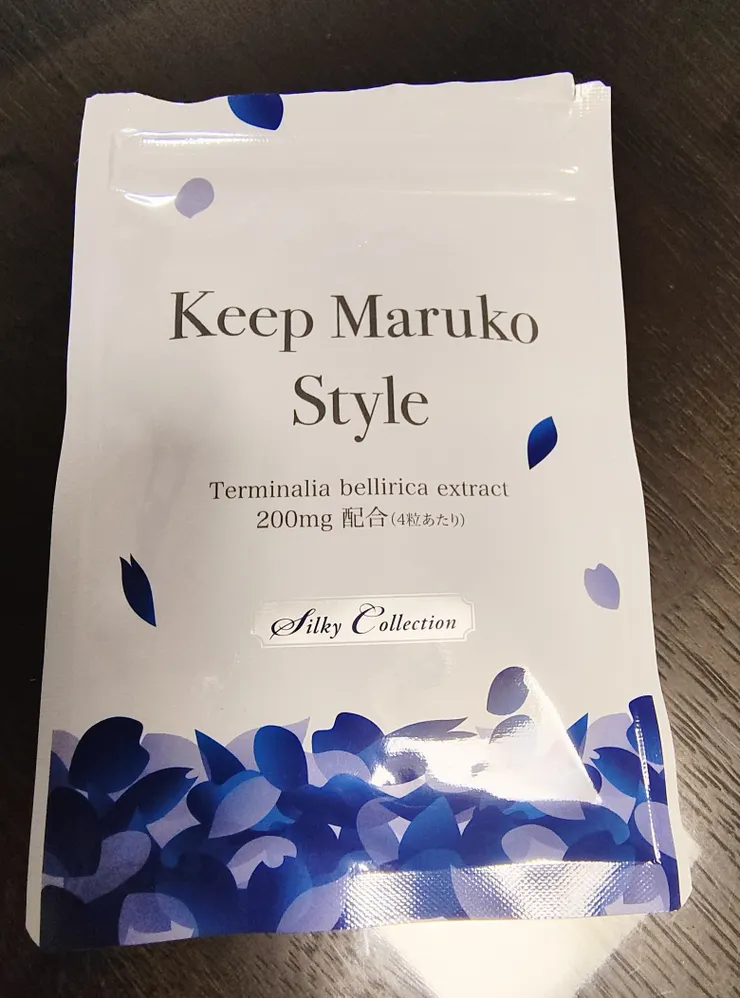 Keep Maruko
Style
Terminalia bellirica extract
200mg 配合(4粒あたり)
Silky Collection